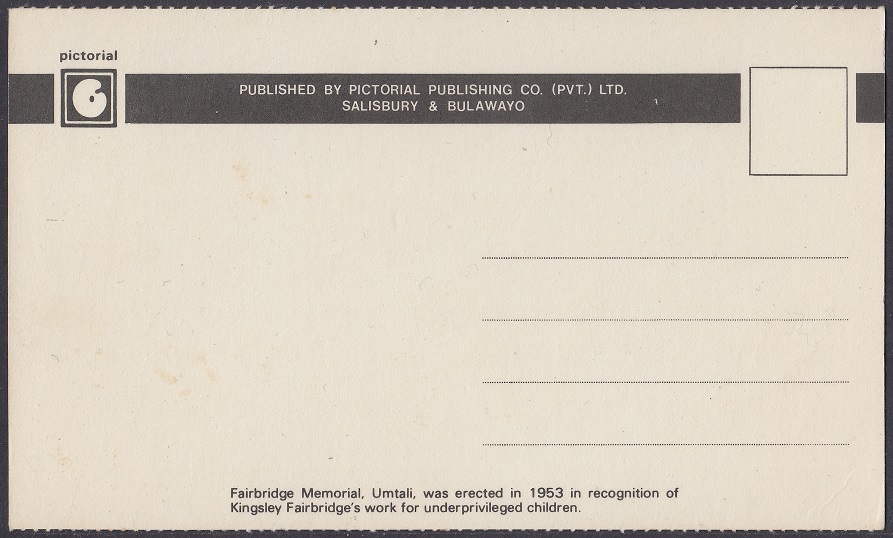 pictorial
PUBLISHED BY PICTORIAL PUBLISHING CO. (PVT.) LTD.
SALISBURY & BULAWAYO
Fairbridge Memorial, Umtali, was erected in 1953 in recognition of
Kingsley Fairbridge's work for underprivileged children.